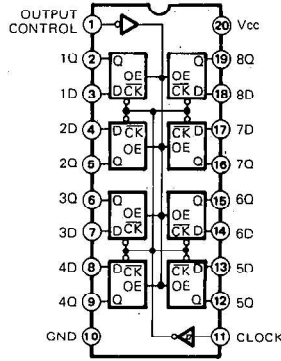 OUTPUT
CONTROL 1 20 Vcc
1Q 2 Q OE OE Q 19 8Q
1D 3 D CK CK D 18 8D
2D 4 D CK CK D 17 7D
2Q 5 Q OE OE Q 16 7Q
3Q 6 Q OE OE Q 15 6Q
3D 7 D CK CK D 14 6D
4D 8 D CK CK D 13 5D
4Q 9 Q OE OE Q 12 5Q
GND 10 11 CLOCK